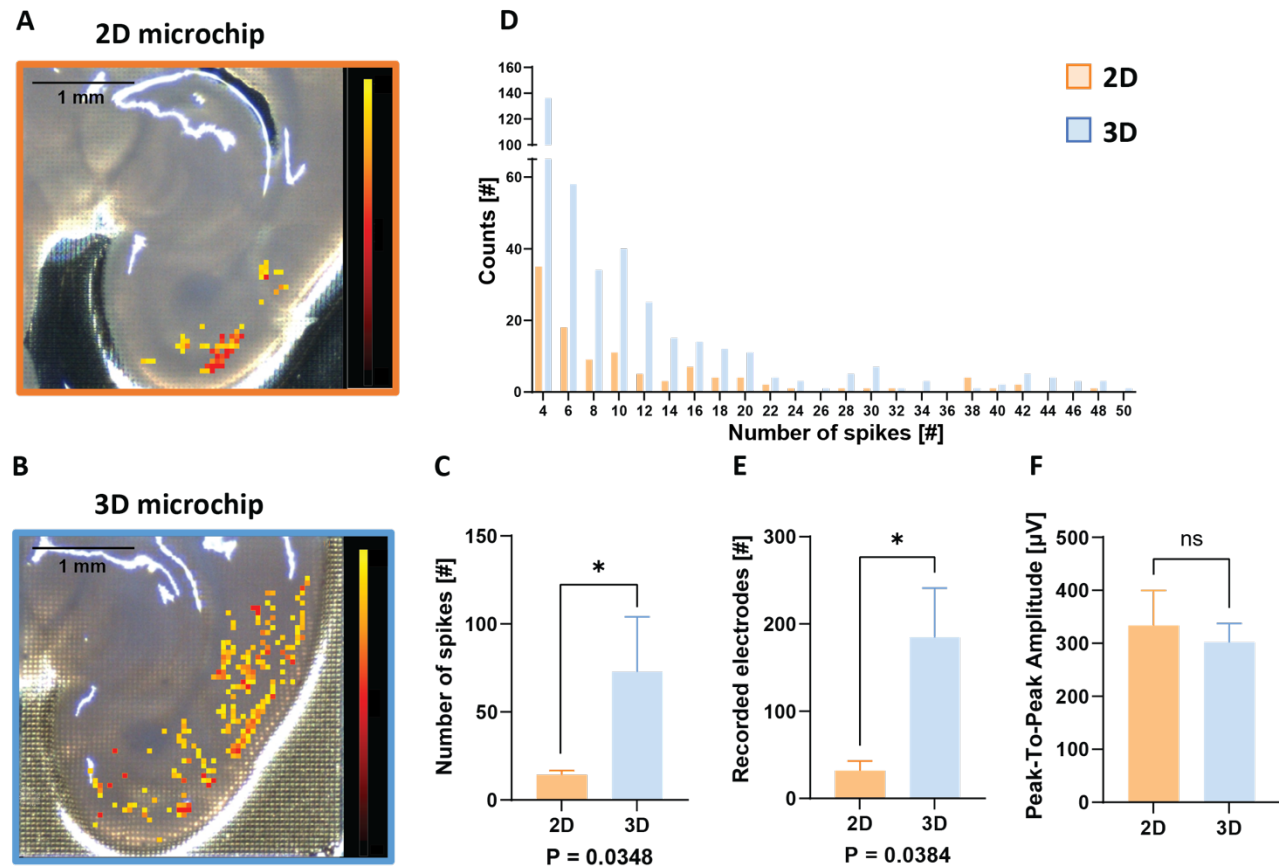 A
2D microchip
1 mm
D
160
140
120
100
60
40
20
0
Counts [#]
4 6 8 10 12 14 16 18 20 22 24 26 28 30 32 34 36 38 40 42 44 46 48 50
Number of spikes [#]
2D
3D
B
3D microchip
1 mm
C
150
100
50
0
Number of spikes [#]
*
2D 3D
P = 0.0348
E
300
200
100
0
Recorded electrodes [#]
*
2D 3D
P = 0.0384
F
500
400
300
200
100
0
Peak-To-Peak Amplitude [µV]
ns
2D 3D